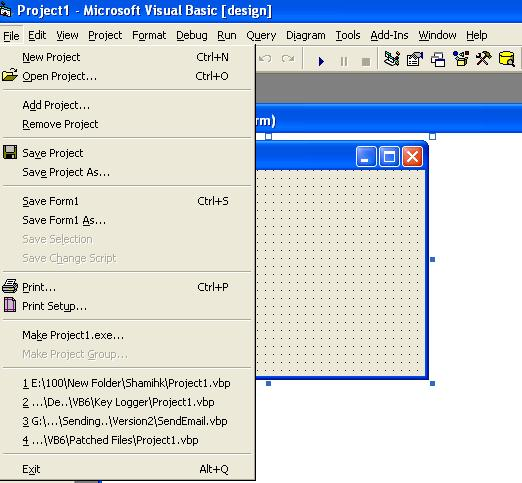 Project1 - Microsoft Visual Basic [design]
File Edit View Project Format Debug Run Query Diagram Tools Add-Ins Window Help
New Project Ctrl+N
Open Project... Ctrl+O
Add Project...
Remove Project
rm)
Save Project
Save Project As...
Save Form1 Ctrl+S
Save Form1 As...
Save Selection
Save Change Script
Print... Ctrl+P
Print Setup...
Make Project1.exe...
Make Project Group...
1 E:\100\New Folder\Shamihk\Project1.vbp
2 ...\De..\VB6\Key Logger\Project1.vbp
3 G:\...\Sending..\Version2\SendEmail.vbp
4 ...\VB6\Patched Files\Project1.vbp
Exit Alt+Q